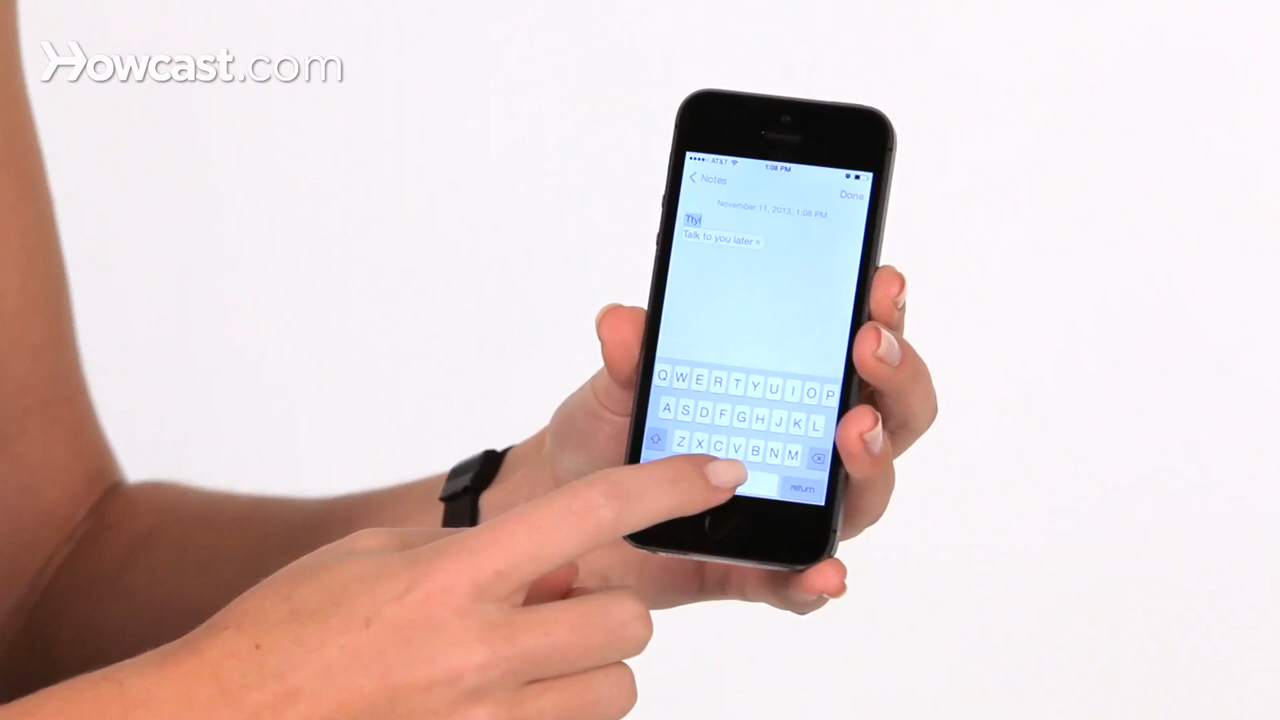 Howcast.com
AT&T 1:08 PM
Notes
Done
November 11, 2013, 1:08 PM
Ttyl
Talk to you later ×
Q W E R T Y U I O P
A S D F G H J K L
Z X C V B N M
return